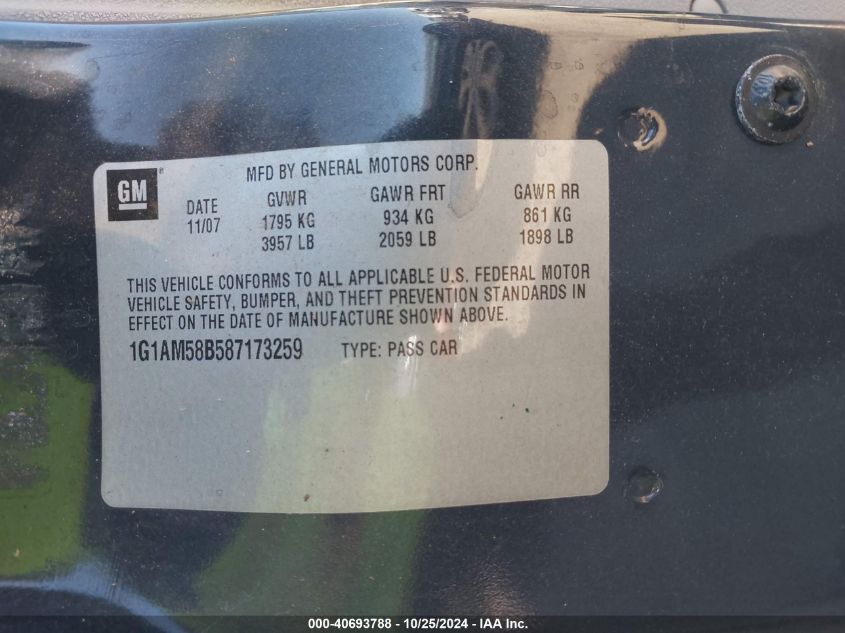 MFD BY GENERAL MOTORS CORP.
GM
DATE GVWR GAWR FRT GAWR RR
11/07 1795 KG 934 KG 861 KG
3957 LB 2059 LB 1898 LB
THIS VEHICLE CONFORMS TO ALL APPLICABLE U.S. FEDERAL MOTOR
VEHICLE SAFETY, BUMPER, AND THEFT PREVENTION STANDARDS IN
EFFECT ON THE DATE OF MANUFACTURE SHOWN ABOVE.
1G1AM58B587173259 TYPE: PASS CAR
000-40693788 - 10/25/2024 - IAA Inc.